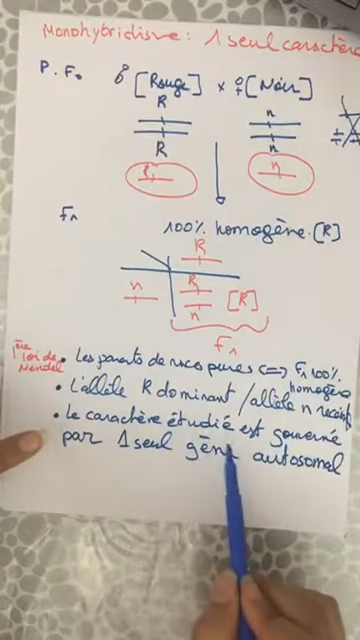 Monohybridisme: 1 seul caractère
P. F₀ ♂ [Rouge] x ♀ [Noir]
R n
R n
R n
F₁ 100% homogène. [R]
R
n R [R]
n
F₁
1ère loi de Mendel
• Les parents de races pures <=> F₁ 100% homogène
• L'allèle R dominant / allèle n récessif
• Le caractère étudié est gouverné
par 1 seul gène autosomal